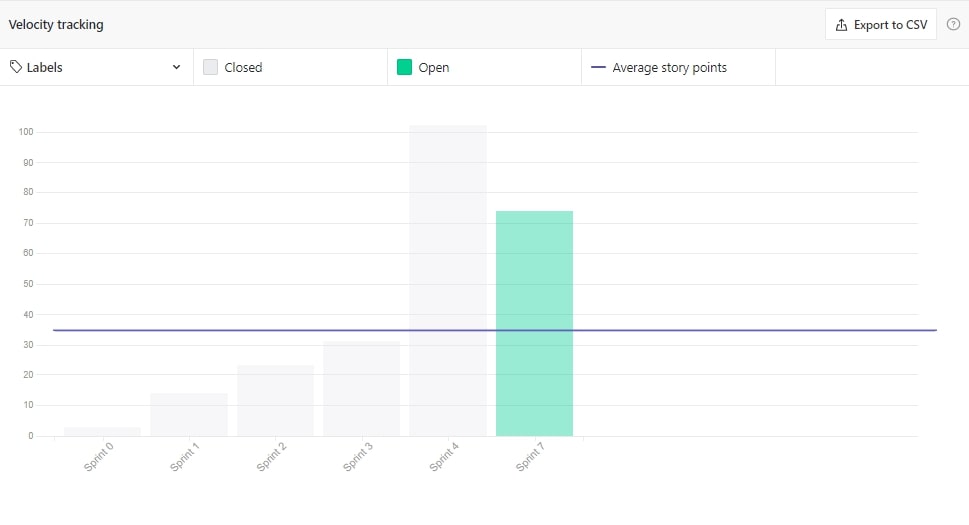 Velocity tracking
Export to CSV
?
Labels
Closed
Open
Average story points
100
90
80
70
60
50
40
30
20
10
0
Sprint 0
Sprint 1
Sprint 2
Sprint 3
Sprint 4
Sprint 7